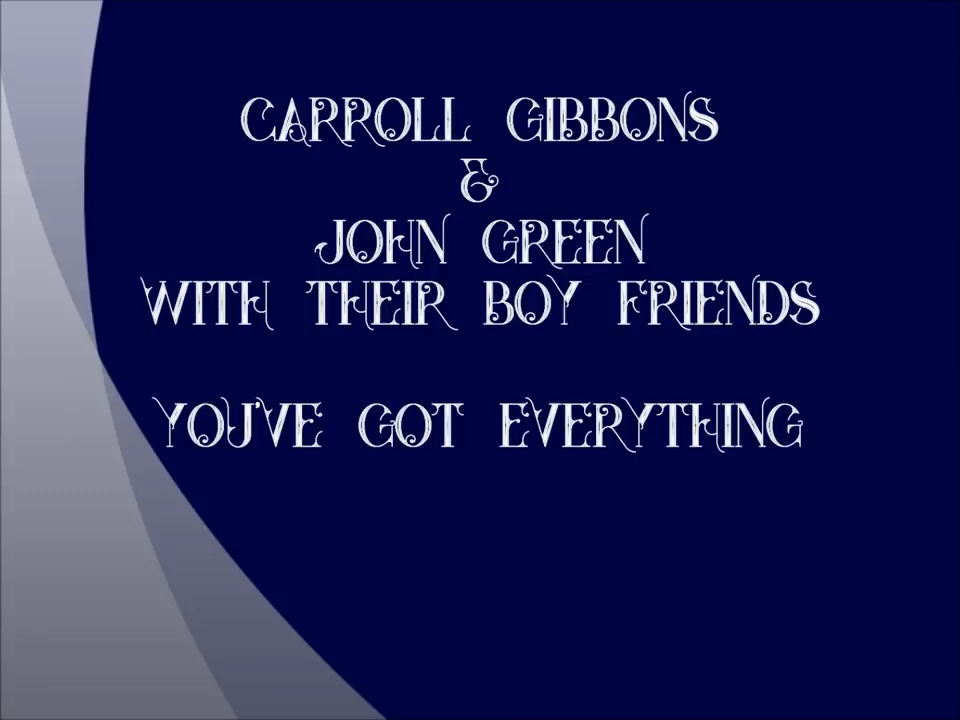 CARROLL GIBBONS
&
JOHN GREEN
WITH THEIR BOY FRIENDS
YOU'VE GOT EVERYTHING